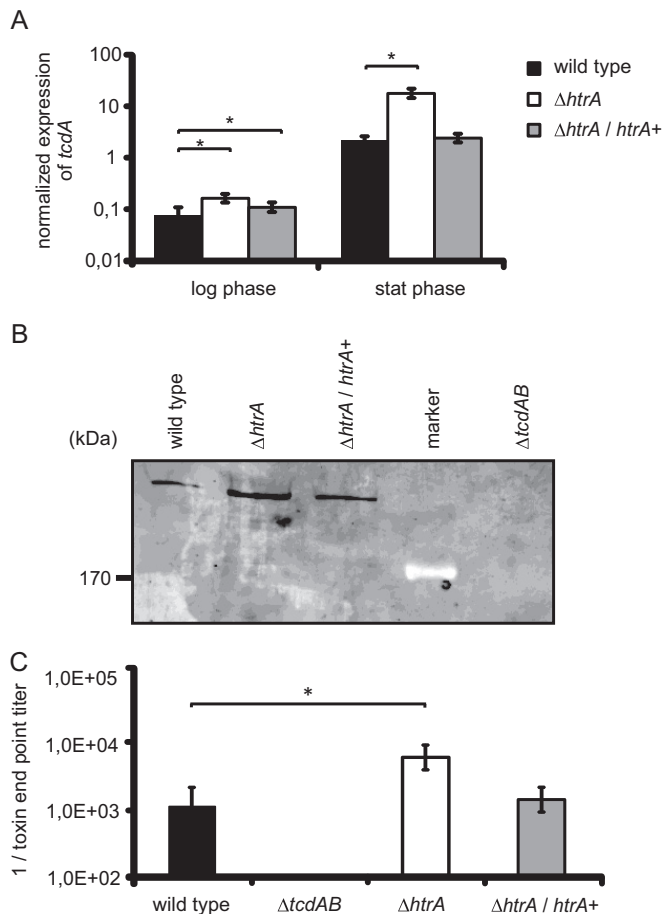 A
normalized expression
of tcdA
100
10
1
0,1
0,01
*
*
*
log phase
stat phase
wild type
ΔhtrA
ΔhtrA / htrA+
B
(kDa)
wild type
ΔhtrA
ΔhtrA / htrA+
marker
ΔtcdAB
170
C
1 / toxin end point titer
1,0E+05
1,0E+04
1,0E+03
1,0E+02
*
wild type
ΔtcdAB
ΔhtrA
ΔhtrA / htrA+